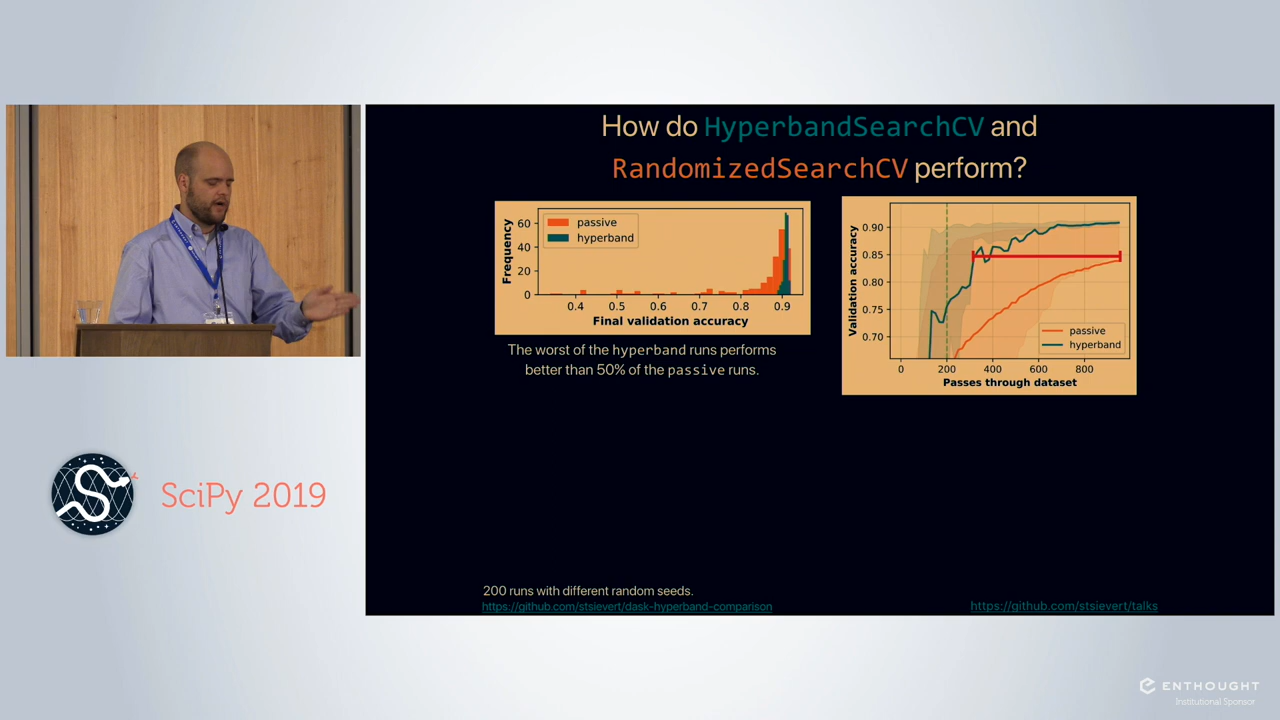 How do HyperbandSearchCV and
RandomizedSearchCV perform?
60
40
20
0
Frequency
passive
hyperband
0.4 0.5 0.6 0.7 0.8 0.9
Final validation accuracy
The worst of the hyperband runs performs
better than 50% of the passive runs.
0.90
0.85
0.80
0.75
0.70
Validation accuracy
passive
hyperband
0 200 400 600 800
Passes through dataset
200 runs with different random seeds.
https://github.com/stsievert/dask-hyperband-comparison
https://github.com/stsievert/talks
SciPy 2019
ENTHOUGHT
Institutional Sponsor